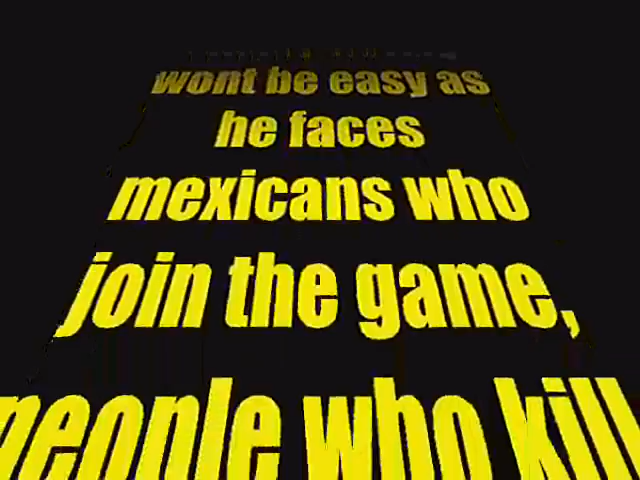 wont be easy as
he faces
mexicans who
join the game,
people who kill